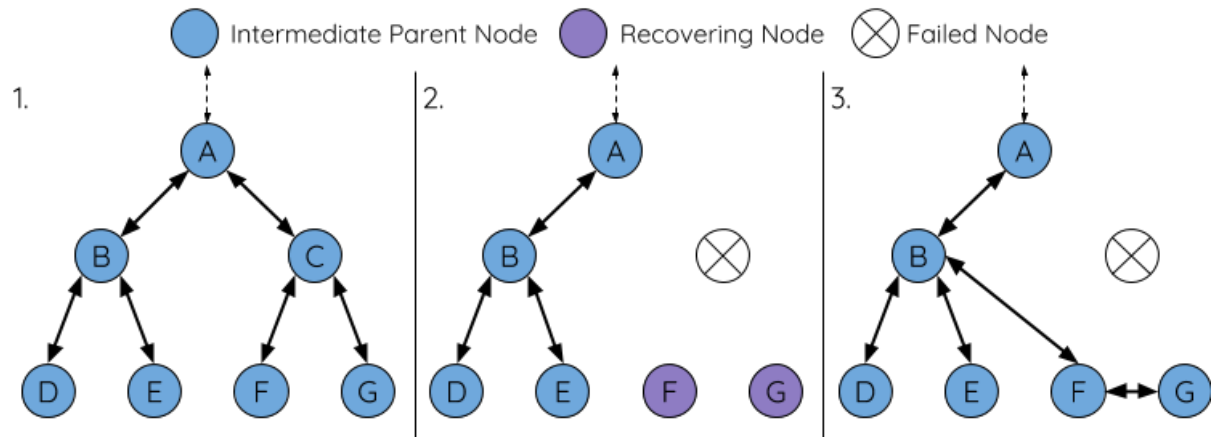 Intermediate Parent Node Recovering Node Failed Node
1. 2. 3.
A A A
B C B B
D E F G D E F G D E F G